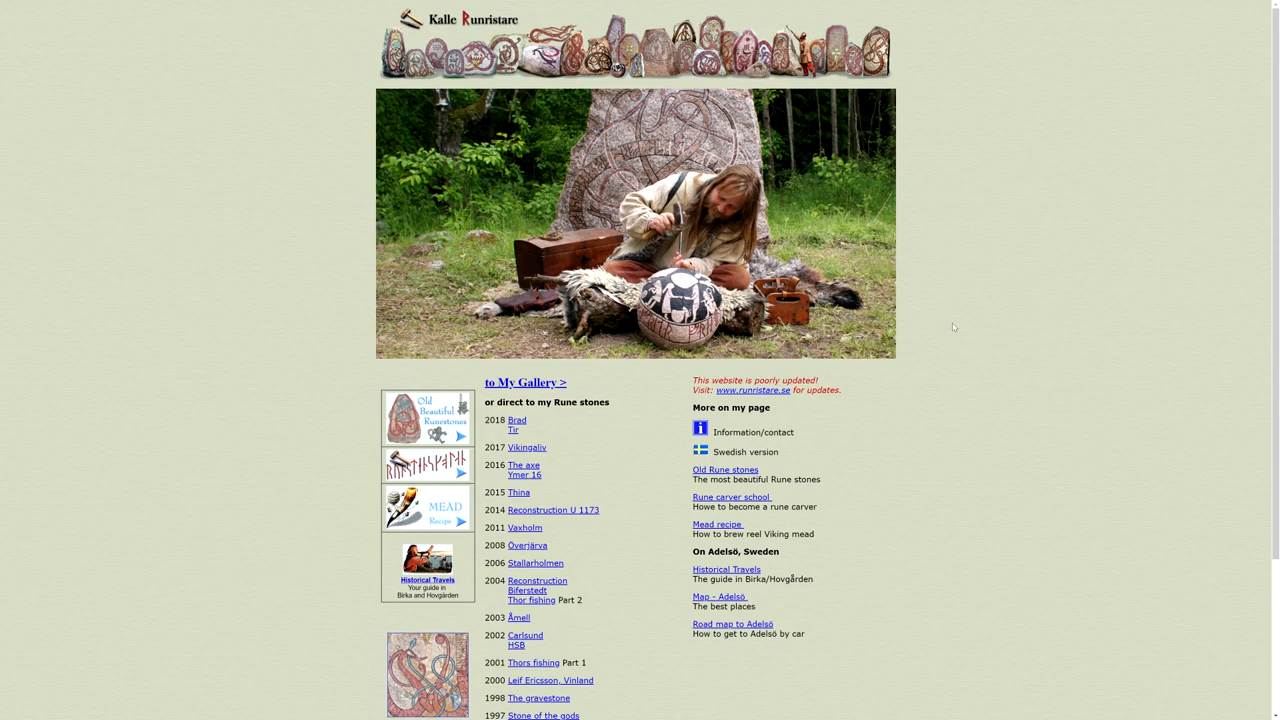 Kalle Runristare
to My Gallery >
or direct to my Rune stones
2018 Brad
Tir
2017 Vikingaliv
2016 The axe
Ymer 16
2015 Thina
2014 Reconstruction U 1173
2011 Vaxholm
2008 Överjärva
2006 Stallarholmen
2004 Reconstruction
Biferstedt
Thor fishing Part 2
2003 Årnell
2002 Carlsund
HSB
2001 Thors fishing Part 1
2000 Leif Ericsson, Vinland
1998 The gravestone
1997 Stone of the gods
Old
Beautiful
Runestones
MEAD
Recipe
Historical Travels
Your guide in
Birka and Hovgården
This website is poorly updated!
Visit: www.runristare.se for updates.
More on my page
i Information/contact
Swedish version
Old Rune stones
The most beautiful Rune stones
Rune carver school
Howe to become a rune carver
Mead recipe
How to brew reel Viking mead
On Adelsö, Sweden
Historical Travels
The guide in Birka/Hovgården
Map - Adelsö
The best places
Road map to Adelsö
How to get to Adelsö by car